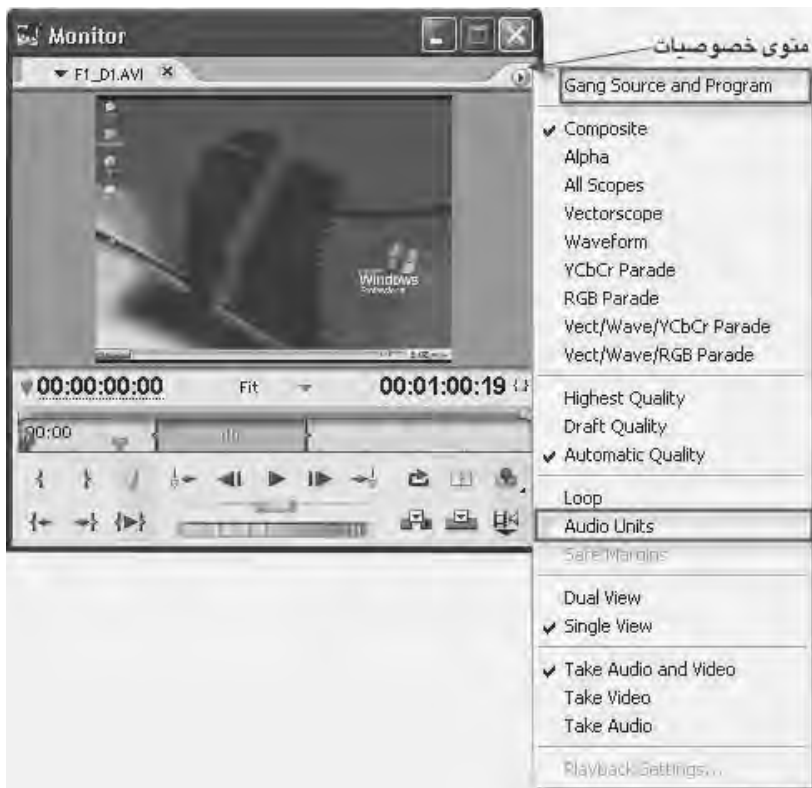 Monitor
منوی خصوصیات
F1_D1.AVI
Gang Source and Program
Composite
Alpha
All Scopes
Vectorscope
Waveform
YCbCr Parade
RGB Parade
Vect/Wave/YCbCr Parade
Vect/Wave/RGB Parade
Highest Quality
Draft Quality
Automatic Quality
Loop
Audio Units
Safe Margins
Dual View
Single View
Take Audio and Video
Take Video
Take Audio
Playback Settings...
Windows
Professional
00:00:00:00
Fit
00:01:00:19
00:00